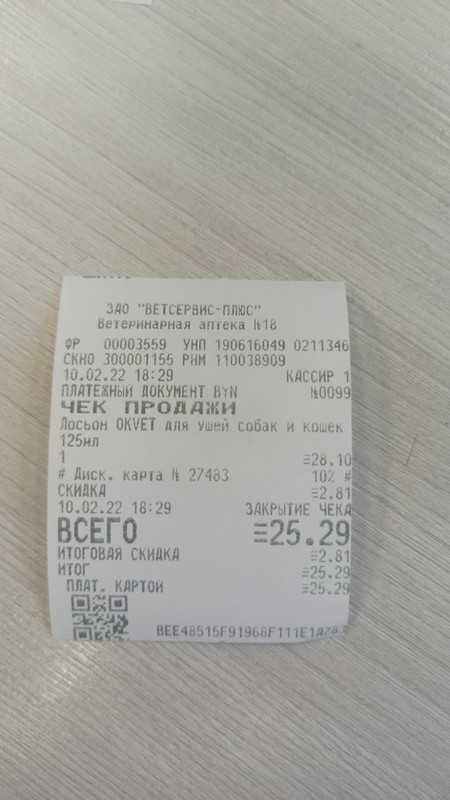 ЗАО "ВЕТСЕРВИС-ПЛЮС"
Ветеринарная аптека №18
ФР 00003559 УНП 190616049 0211346
СКНО 300001155 РИМ 110038909
10.02.22 18:29 КАССИР 1
ПЛАТЕЖНЫЙ ДОКУМЕНТ BYN №0099
ЧЕК ПРОДАЖИ
Лосьон OKVET для ушей собак и кошек
125мл
1 =28.10
# Диск. карта № 27483 10% #
СКИДКА =2.81
10.02.22 18:29 ЗАКРЫТИЕ ЧЕКА
ВСЕГО =25.29
ИТОГОВАЯ СКИДКА =2.81
ИТОГ =25.29
ПЛАТ. КАРТОЙ =25.29